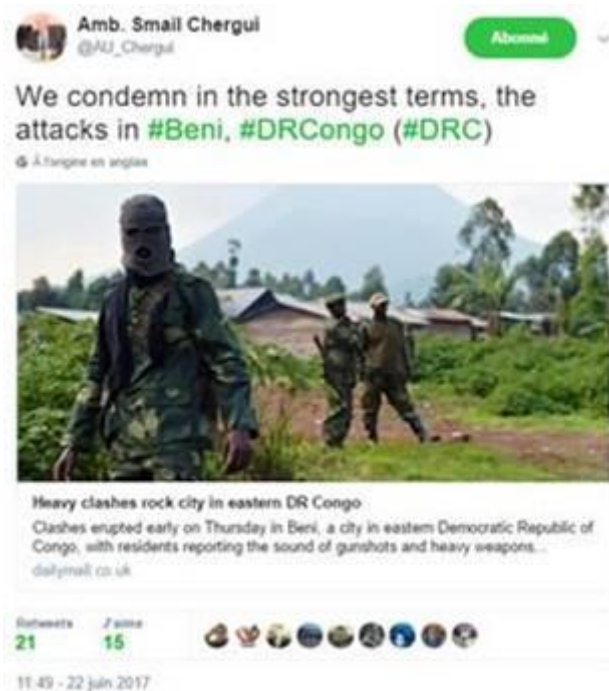 Amb. Smail Chergui
@AU_Chergui
Abonné
We condemn in the strongest terms, the
attacks in #Beni, #DRCongo (#DRC)
À l'origine en anglais
Heavy clashes rock city in eastern DR Congo
Clashes erupted early on Thursday in Beni, a city in eastern Democratic Republic of
Congo, with residents reporting the sound of gunshots and heavy weapons...
dailymail.co.uk
Retweets J'aime
21 15
11:49 - 22 juin 2017